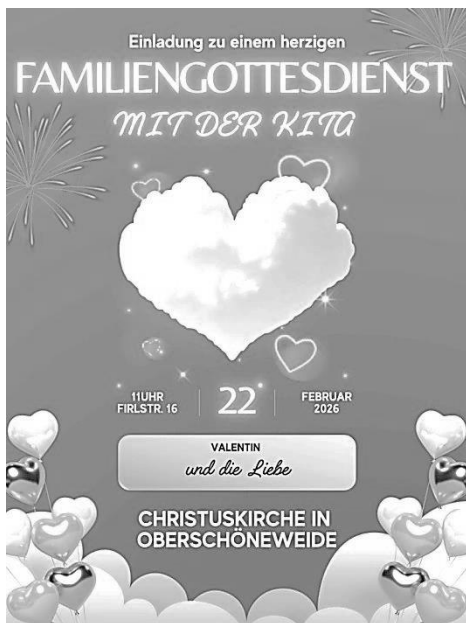 Einladung zu einem herzigen
FAMILIENGOTTESDIENST
MIT DER KITA
11UHR
FIRLSTR. 16
22
FEBRUAR
2026
VALENTIN
und die Liebe
CHRISTUSKIRCHE IN
OBERSCHÖNEWEIDE